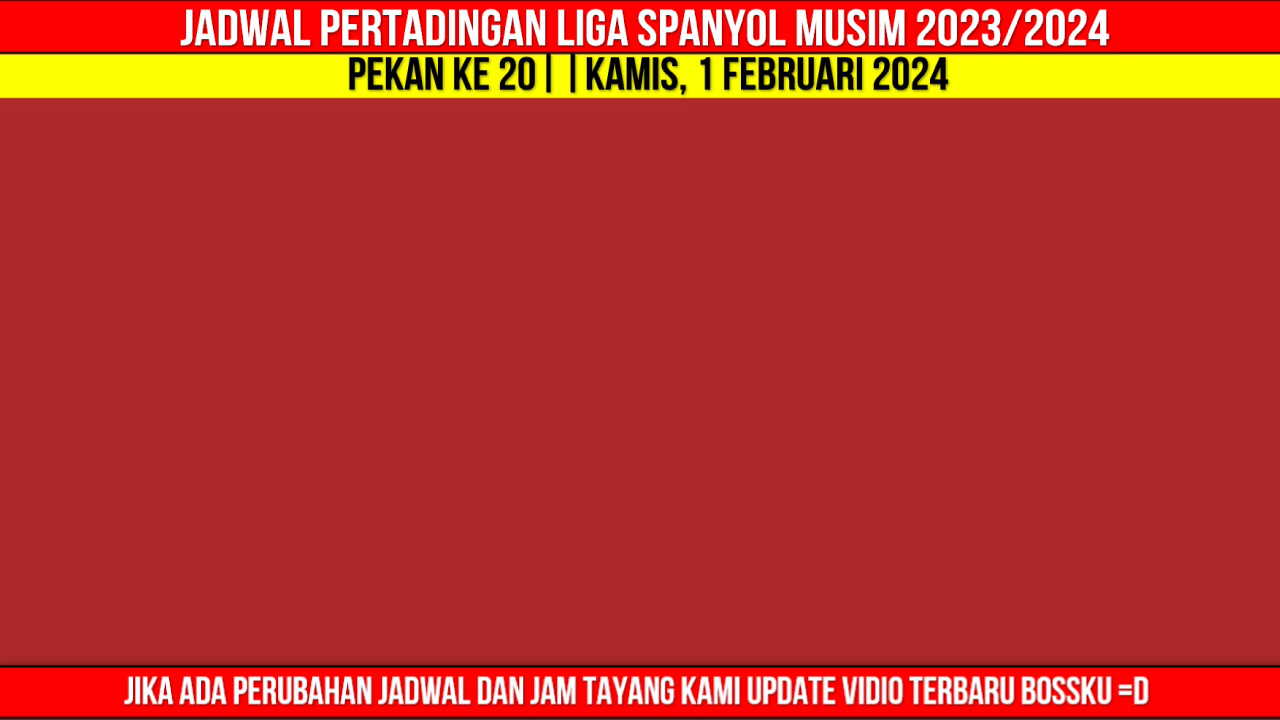 JADWAL PERTADINGAN LIGA SPANYOL MUSIM 2023/2024
PEKAN KE 20| |KAMIS, 1 FEBRUARI 2024
JIKA ADA PERUBAHAN JADWAL DAN JAM TAYANG KAMI UPDATE VIDIO TERBARU BOSSKU =D